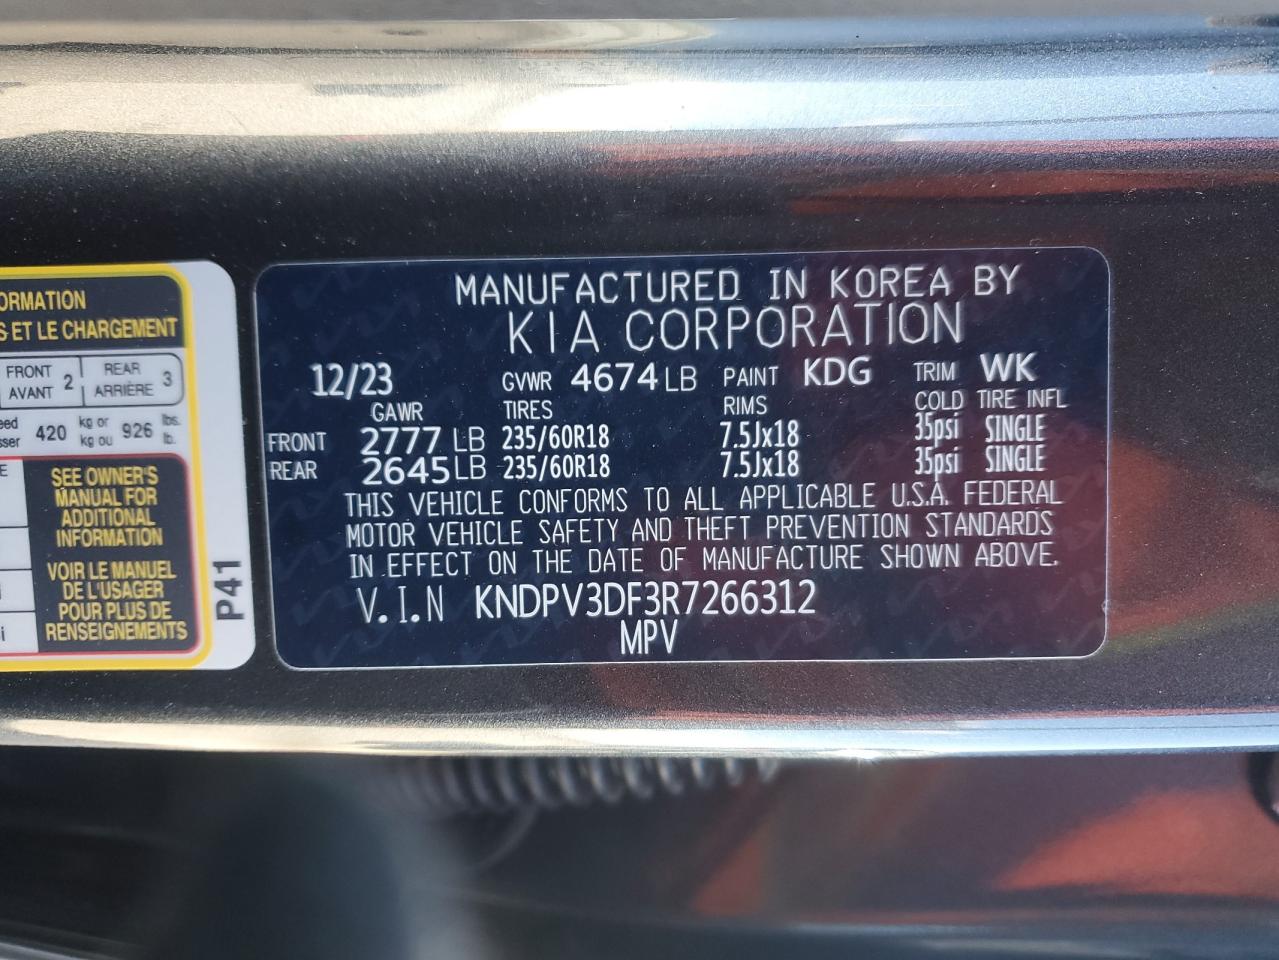 ORMATION
S ET LE CHARGEMENT
FRONT
AVANT 2
REAR
ARRIÈRE 3
eed
sser 420 kg or
kg ou 926 lbs.
lb.
E
SEE OWNER'S
MANUAL FOR
ADDITIONAL
INFORMATION
VOIR LE MANUEL
DE L'USAGER
POUR PLUS DE
RENSEIGNEMENTS
P41
MANUFACTURED IN KOREA BY
KIA CORPORATION
12/23 GVWR 4674 LB PAINT KDG TRIM WK
GAWR TIRES RIMS COLD TIRE INFL
FRONT 2777 LB 235/60R18 7.5Jx18 35psi SINGLE
REAR 2645 LB 235/60R18 7.5Jx18 35psi SINGLE
THIS VEHICLE CONFORMS TO ALL APPLICABLE U.S.A. FEDERAL
MOTOR VEHICLE SAFETY AND THEFT PREVENTION STANDARDS
IN EFFECT ON THE DATE OF MANUFACTURE SHOWN ABOVE.
V.I.N KNDPV3DF3R7266312
MPV